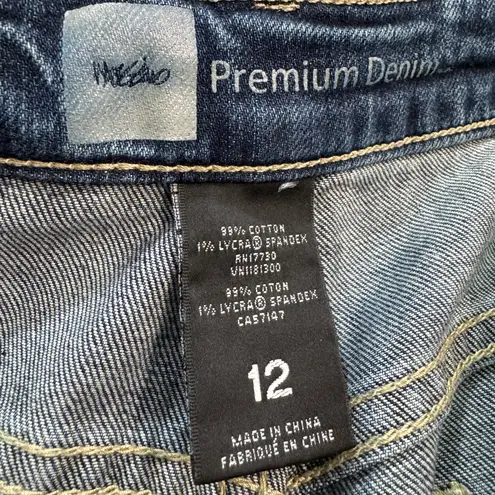 MOSSIMO
Premium Denim
99% COTTON
1% LYCRA® SPANDEX
RN17730
VN1181300
99% COTON
1% LYCRA® SPANDEX
CA57147
12
MADE IN CHINA
FABRIQUÉ EN CHINE